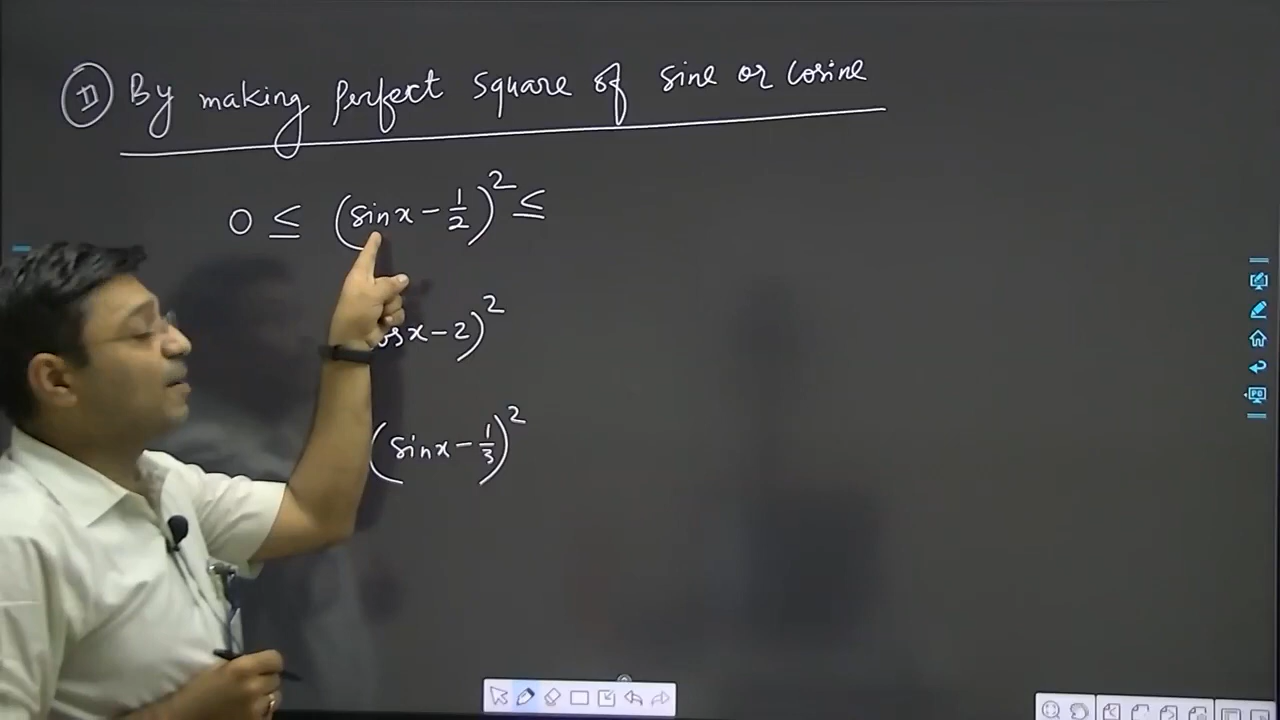 II By making Perfect Square of sine or Cosine
0 ≤ (sinx - 1/2)² ≤
osx - 2)²
(sinx - 1/3)²